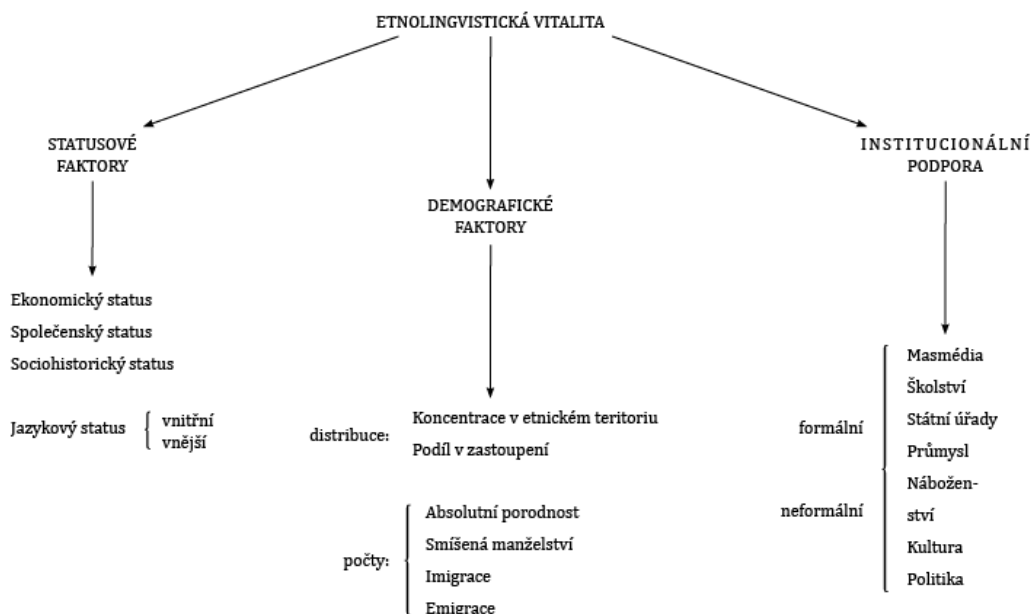 ETNOLINGVISTICKÁ VITALITA
STATUSOVÉ
FAKTORY
Ekonomický status
Společenský status
Sociohistorický status
Jazykový status
vnitřní
vnější
DEMOGRAFICKÉ
FAKTORY
distribuce:
Koncentrace v etnickém teritoriu
Podíl v zastoupení
počty:
Absolutní porodnost
Smíšená manželství
Imigrace
Emigrace
INSTITUCIONÁLNÍ
PODPORA
formální
neformální
Masmédia
Školství
Státní úřady
Průmysl
Nábožen-
ství
Kultura
Politika